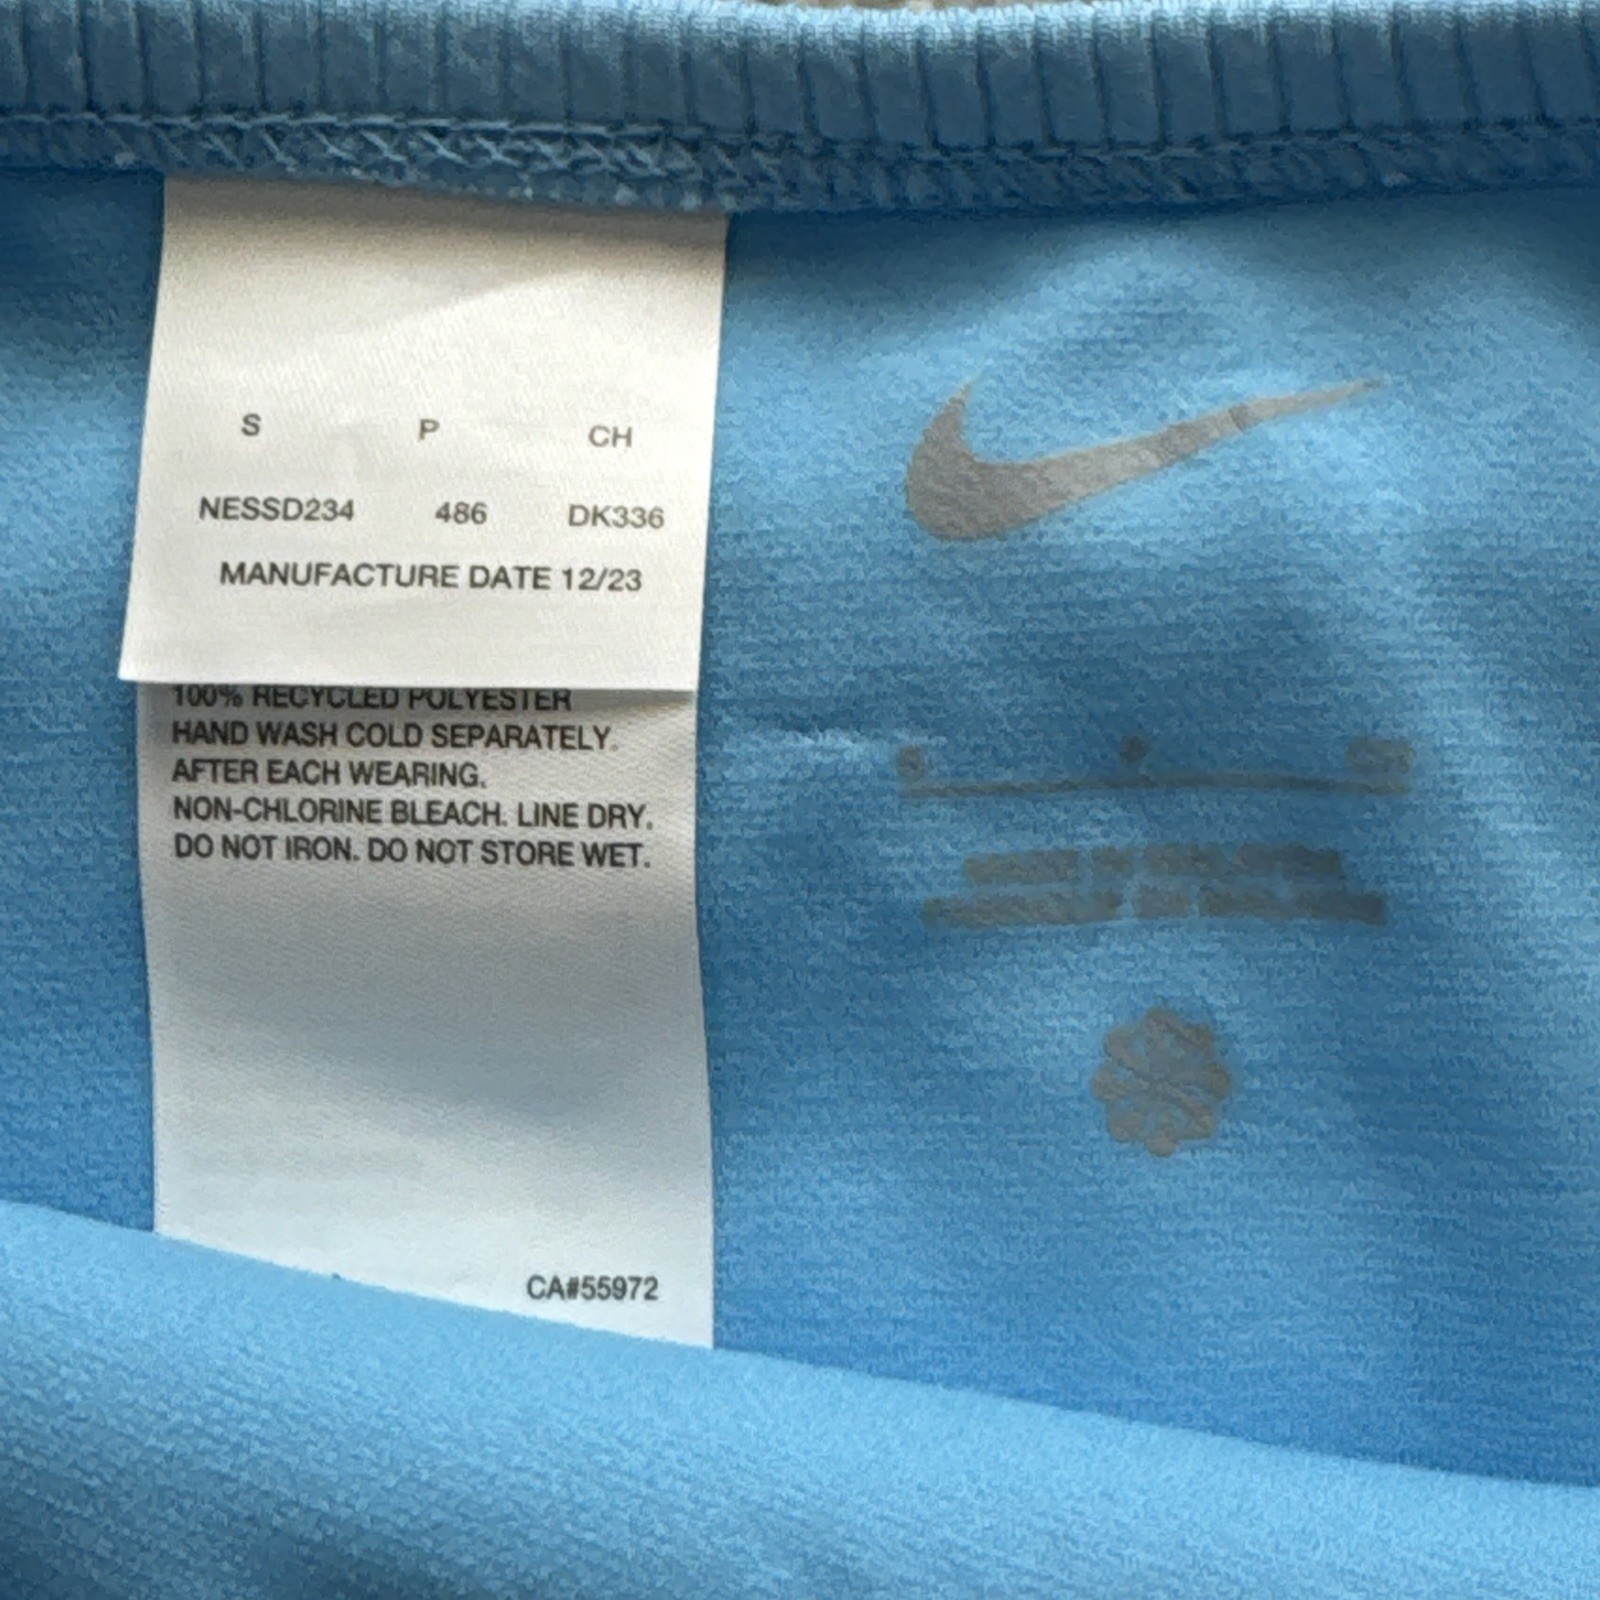 S P CH
NESSD234 486 DK336
MANUFACTURE DATE 12/23
100% RECYCLED POLYESTER
HAND WASH COLD SEPARATELY.
AFTER EACH WEARING.
NON-CHLORINE BLEACH. LINE DRY.
DO NOT IRON. DO NOT STORE WET.
CA#55972